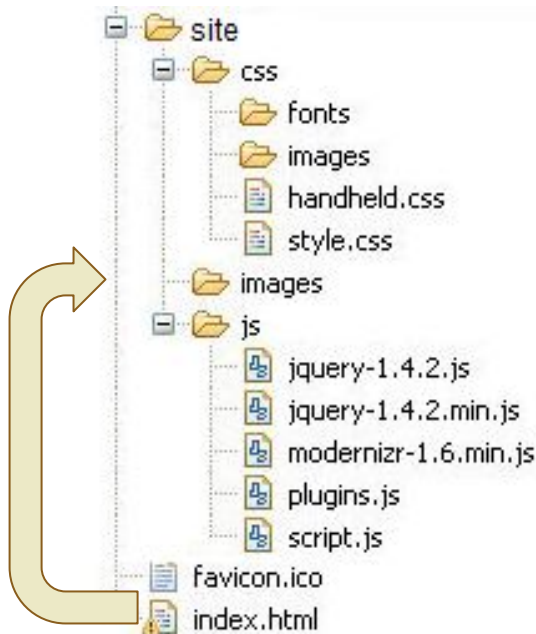 site
css
fonts
images
handheld.css
style.css
images
js
jquery-1.4.2.js
jquery-1.4.2.min.js
modernizr-1.6.min.js
plugins.js
script.js
favicon.ico
index.html